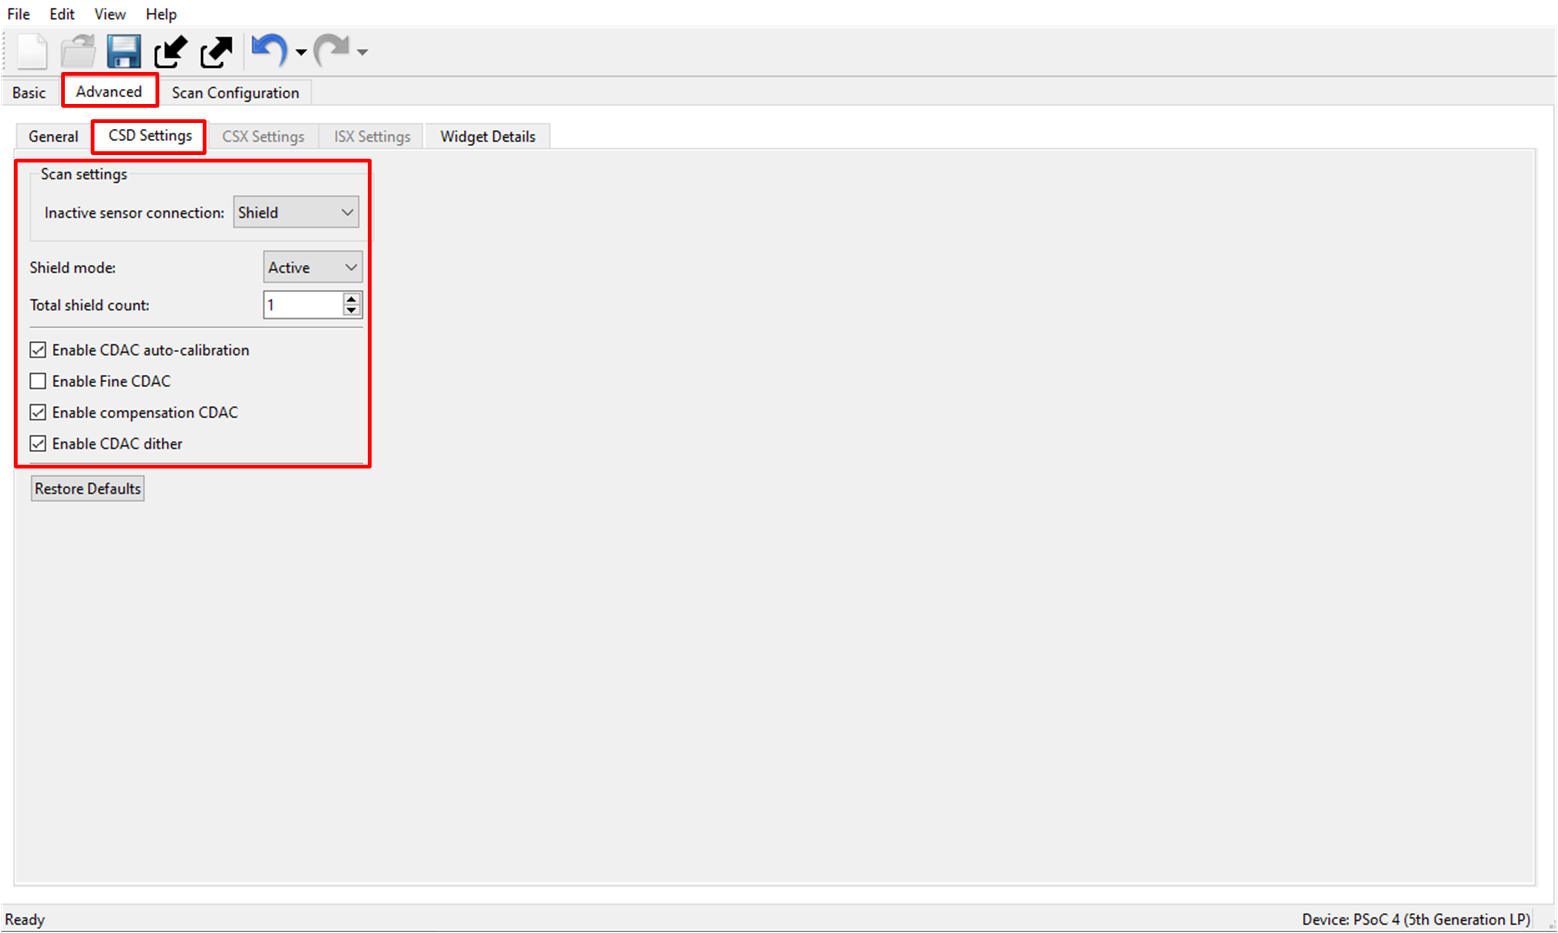 File Edit View Help
Basic Advanced Scan Configuration
General CSD Settings CSX Settings ISX Settings Widget Details
Scan settings
Inactive sensor connection: Shield
Shield mode: Active
Total shield count: 1
Enable CDAC auto-calibration
Enable Fine CDAC
Enable compensation CDAC
Enable CDAC dither
Restore Defaults
Ready Device: PSoC 4 (5th Generation LP)